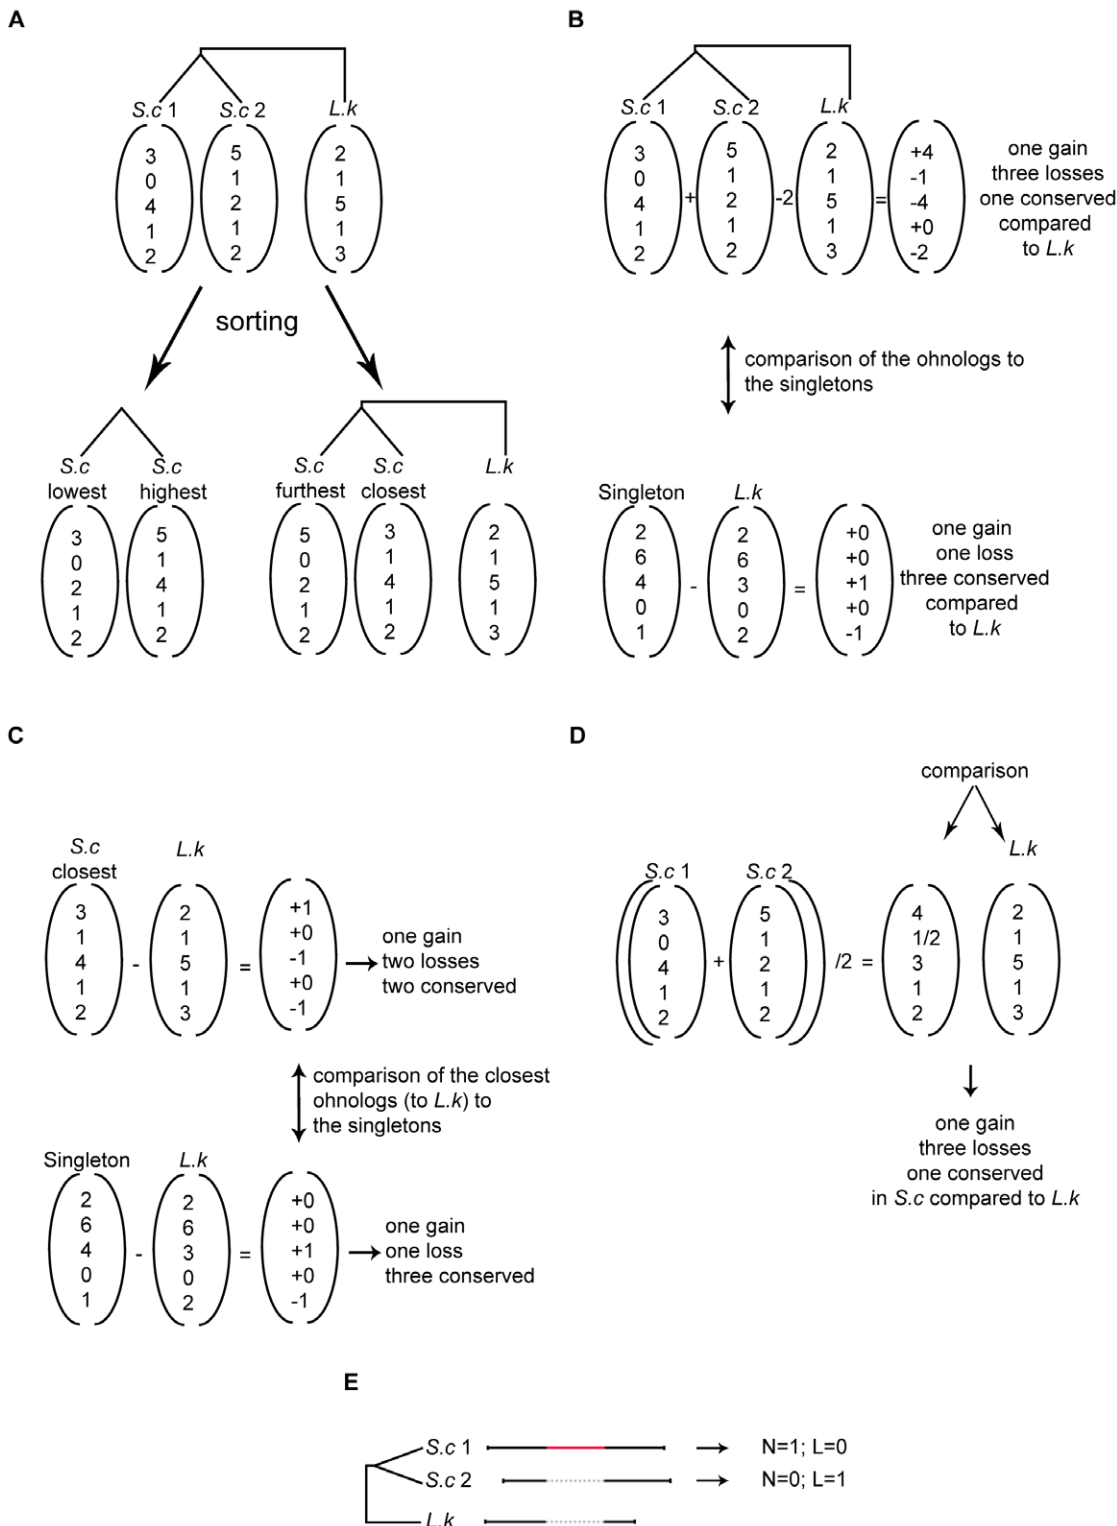 A
S.c 1 S.c 2 L.k
3 5 2
0 1 1
4 2 5
1 1 1
2 2 3
sorting
S.c S.c
lowest highest
3 5
0 1
2 4
1 1
2 2
S.c S.c L.k
furthest closest
5 3 2
0 1 1
2 4 5
1 1 1
2 2 3
B
S.c 1 S.c 2 L.k
3 5 2 +4
0 1 1 -1
4 + 2 -2 5 = -4
1 1 1 +0
2 2 3 -2
one gain
three losses
one conserved
compared
to L.k
comparison of the ohnologs to
the singletons
Singleton L.k
2 2 +0
6 6 +0
4 - 3 = +1
0 0 +0
1 2 -1
one gain
one loss
three conserved
compared
to L.k
C
S.c L.k
closest
3 2 +1
1 1 +0
4 - 5 = -1
1 1 +0
2 3 -1
one gain
two losses
two conserved
comparison of the closest
ohnologs (to L.k) to
the singletons
Singleton L.k
2 2 +0
6 6 +0
4 - 3 = +1
0 0 +0
1 2 -1
one gain
one loss
three conserved
D
comparison
L.k
S.c 1 S.c 2
3 5 4 2
0 1 1/2 1
4 + 2 /2 = 3 5
1 1 1 1
2 2 2 3
one gain
three losses
one conserved
in S.c compared to L.k
E
S.c 1 N=1; L=0
S.c 2 N=0; L=1
L.k